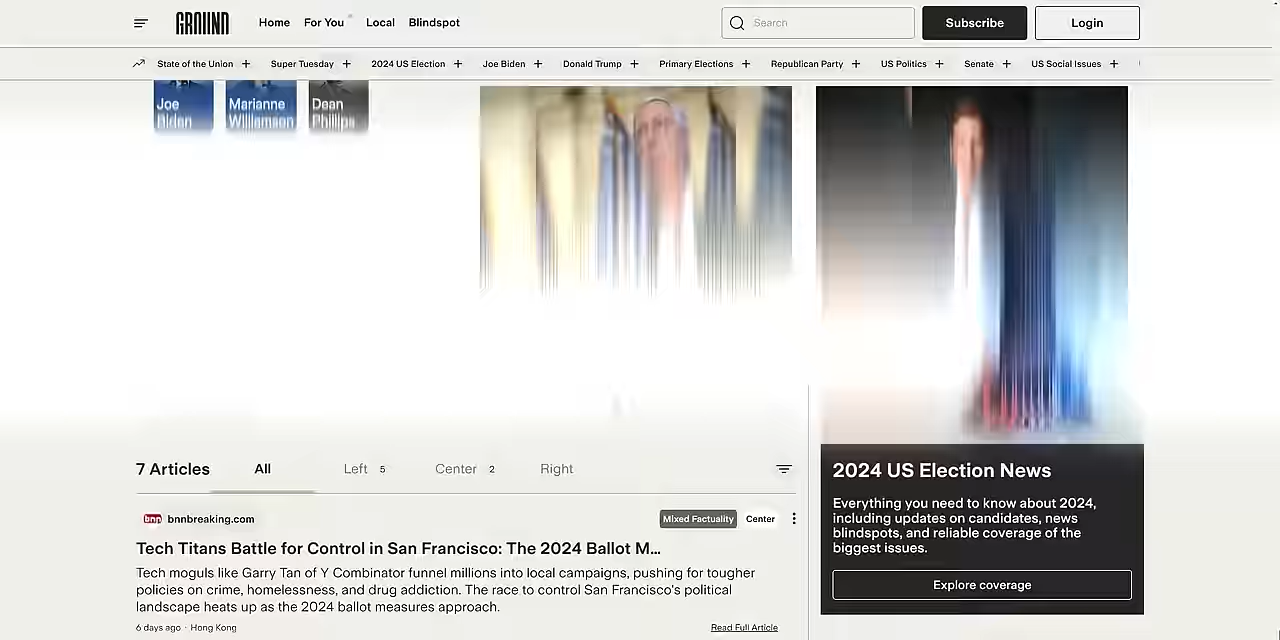 GROUND
Home
For You
Local
Blindspot
Search
Subscribe
Login
State of the Union +
Super Tuesday +
2024 US Election +
Joe Biden +
Donald Trump +
Primary Elections +
Republican Party +
US Politics +
Senate +
US Social Issues +
Joe
Biden
Marianne
Williamson
Dean
Phillips
7 Articles
All
Left 5
Center 2
Right
bnn bnnbreaking.com
Mixed Factuality
Center
Tech Titans Battle for Control in San Francisco: The 2024 Ballot M...
Tech moguls like Garry Tan of Y Combinator funnel millions into local campaigns, pushing for tougher
policies on crime, homelessness, and drug addiction. The race to control San Francisco's political
landscape heats up as the 2024 ballot measures approach.
6 days ago · Hong Kong
Read Full Article
2024 US Election News
Everything you need to know about 2024,
including updates on candidates, news
blindspots, and reliable coverage of the
biggest issues.
Explore coverage